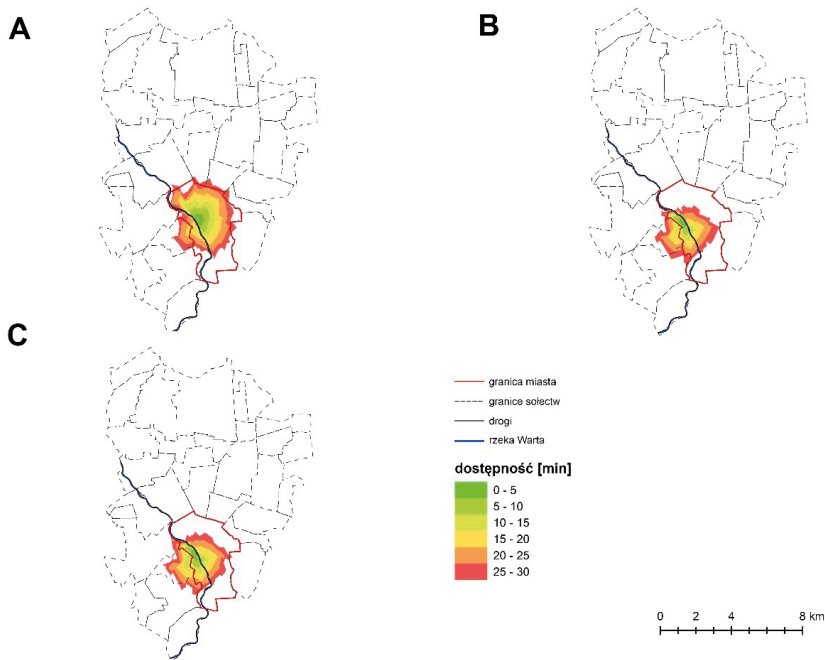 A
B
C
granica miasta
granice sołectw
drogi
rzeka Warta
dostępność [min]
0 - 5
5 - 10
10 - 15
15 - 20
20 - 25
25 - 30
0 2 4 8 km